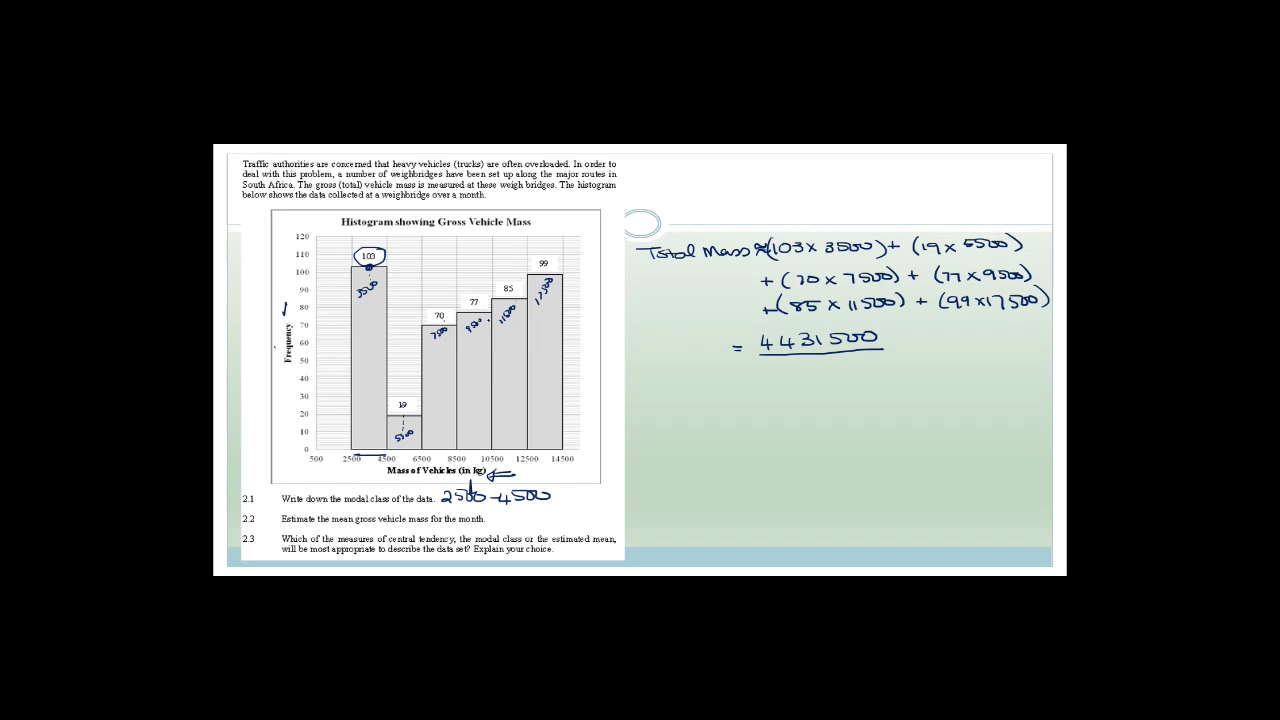 Traffic authorities are concerned that heavy vehicles (trucks) are often overloaded. In order to
deal with this problem, a number of weighbridges have been set up along the major routes in
South Africa. The gross (total) vehicle mass is measured at these weigh bridges. The histogram
below shows the data collected at a weighbridge over a month.
Histogram showing Gross Vehicle Mass
120
110
100
90
80
70
60
50
40
30
20
10
0
Frequency
103
19
70
77
85
99
3500
5500
7500
9500
11500
17500
500 2500 4500 6500 8500 10500 12500 14500
Mass of Vehicles (in kg)
2.1 Write down the modal class of the data. 2500-4500
2.2 Estimate the mean gross vehicle mass for the month.
2.3 Which of the measures of central tendency, the modal class or the estimated mean,
will be most appropriate to describe the data set? Explain your choice.
Total Mass ≈ (103 x 3500) + (19 x 5500)
+ (70 x 7500) + (77 x 9500)
+ (85 x 11500) + (99 x 17500)
= 4431500